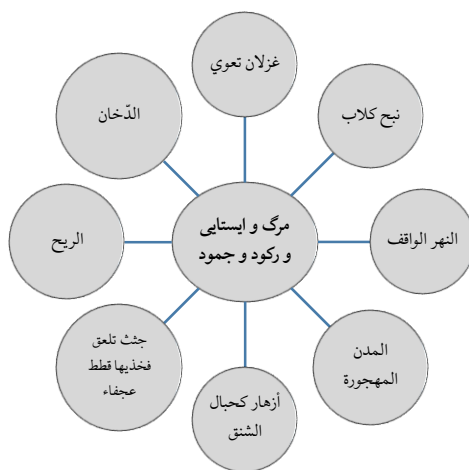 غزلان تعوي
نبح كلاب
النهر الواقف
المدن
المهجورة
أزهار كحبال
الشنق
جثث تلعق
فخذيها قطط
عجفاء
الريح
الدّخان
مرگ و ایستایی
و رکود و جمود